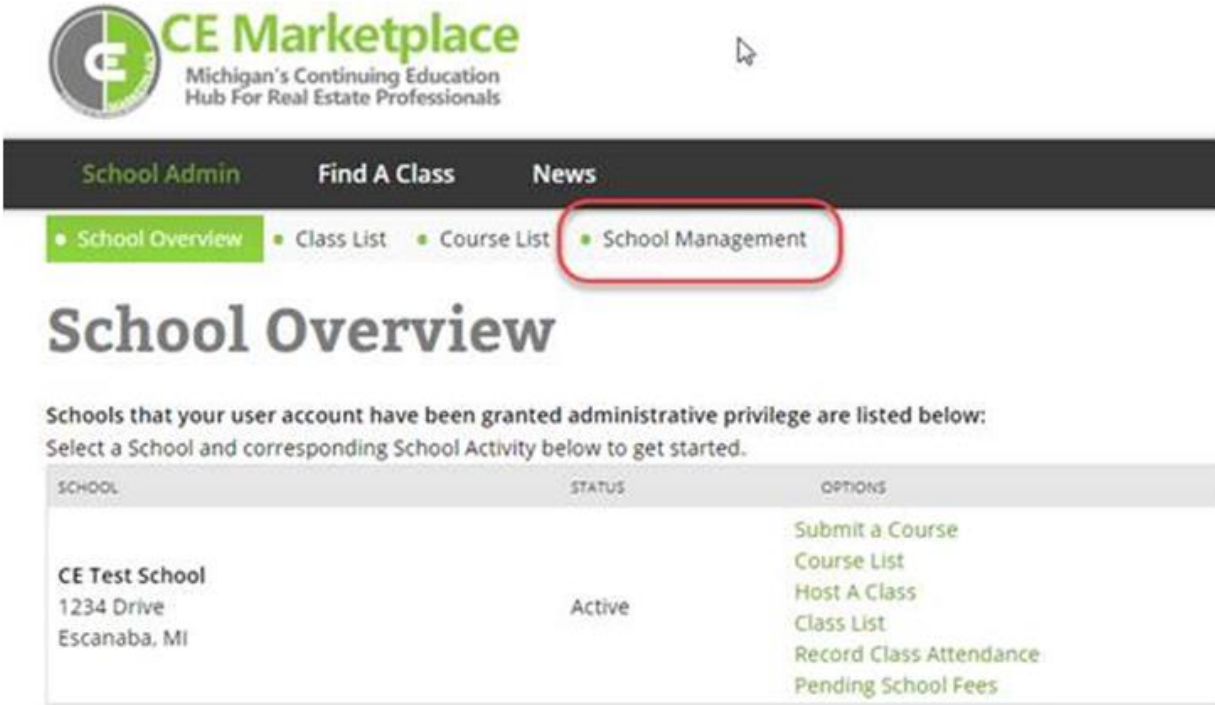 CE Marketplace
Michigan's Continuing Education
Hub For Real Estate Professionals
School Admin Find A Class News
School Overview Class List Course List School Management
School Overview
Schools that your user account have been granted administrative privilege are listed below:
Select a School and corresponding School Activity below to get started.
SCHOOL STATUS OPTIONS
CE Test School
1234 Drive
Escanaba, MI
Active
Submit a Course
Course List
Host A Class
Class List
Record Class Attendance
Pending School Fees